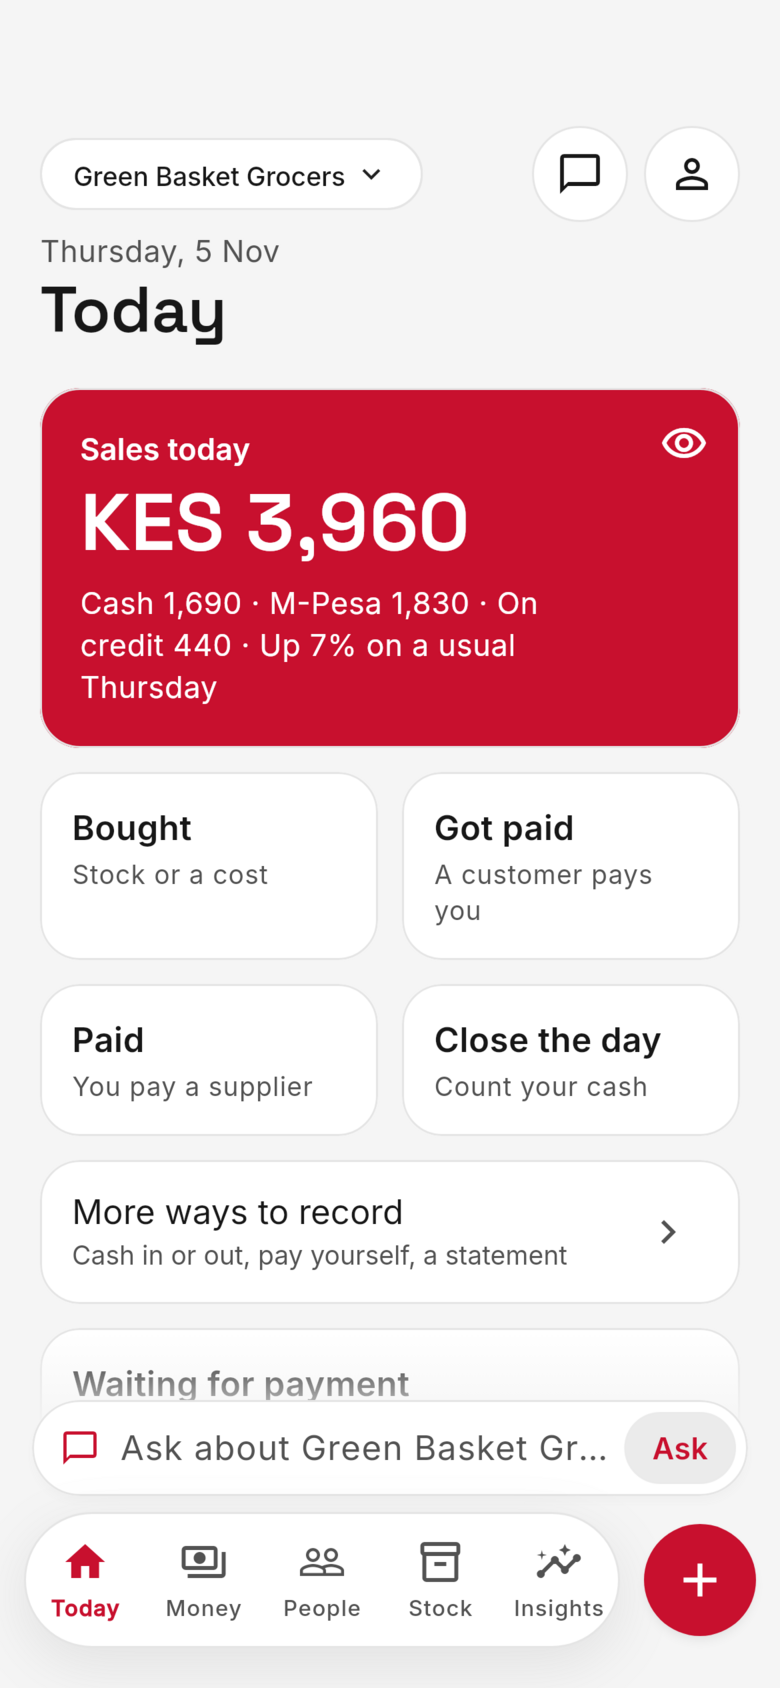 Green Basket Grocers
Thursday, 5 Nov
Today
Sales today
KES 3,960
Cash 1,690 · M-Pesa 1,830 · On
credit 440 · Up 7% on a usual
Thursday
Bought
Stock or a cost
Got paid
A customer pays
you
Paid
You pay a supplier
Close the day
Count your cash
More ways to record
Cash in or out, pay yourself, a statement
Waiting for payment
Ask about Green Basket Gr...
Ask
Today
Money
People
Stock
Insights